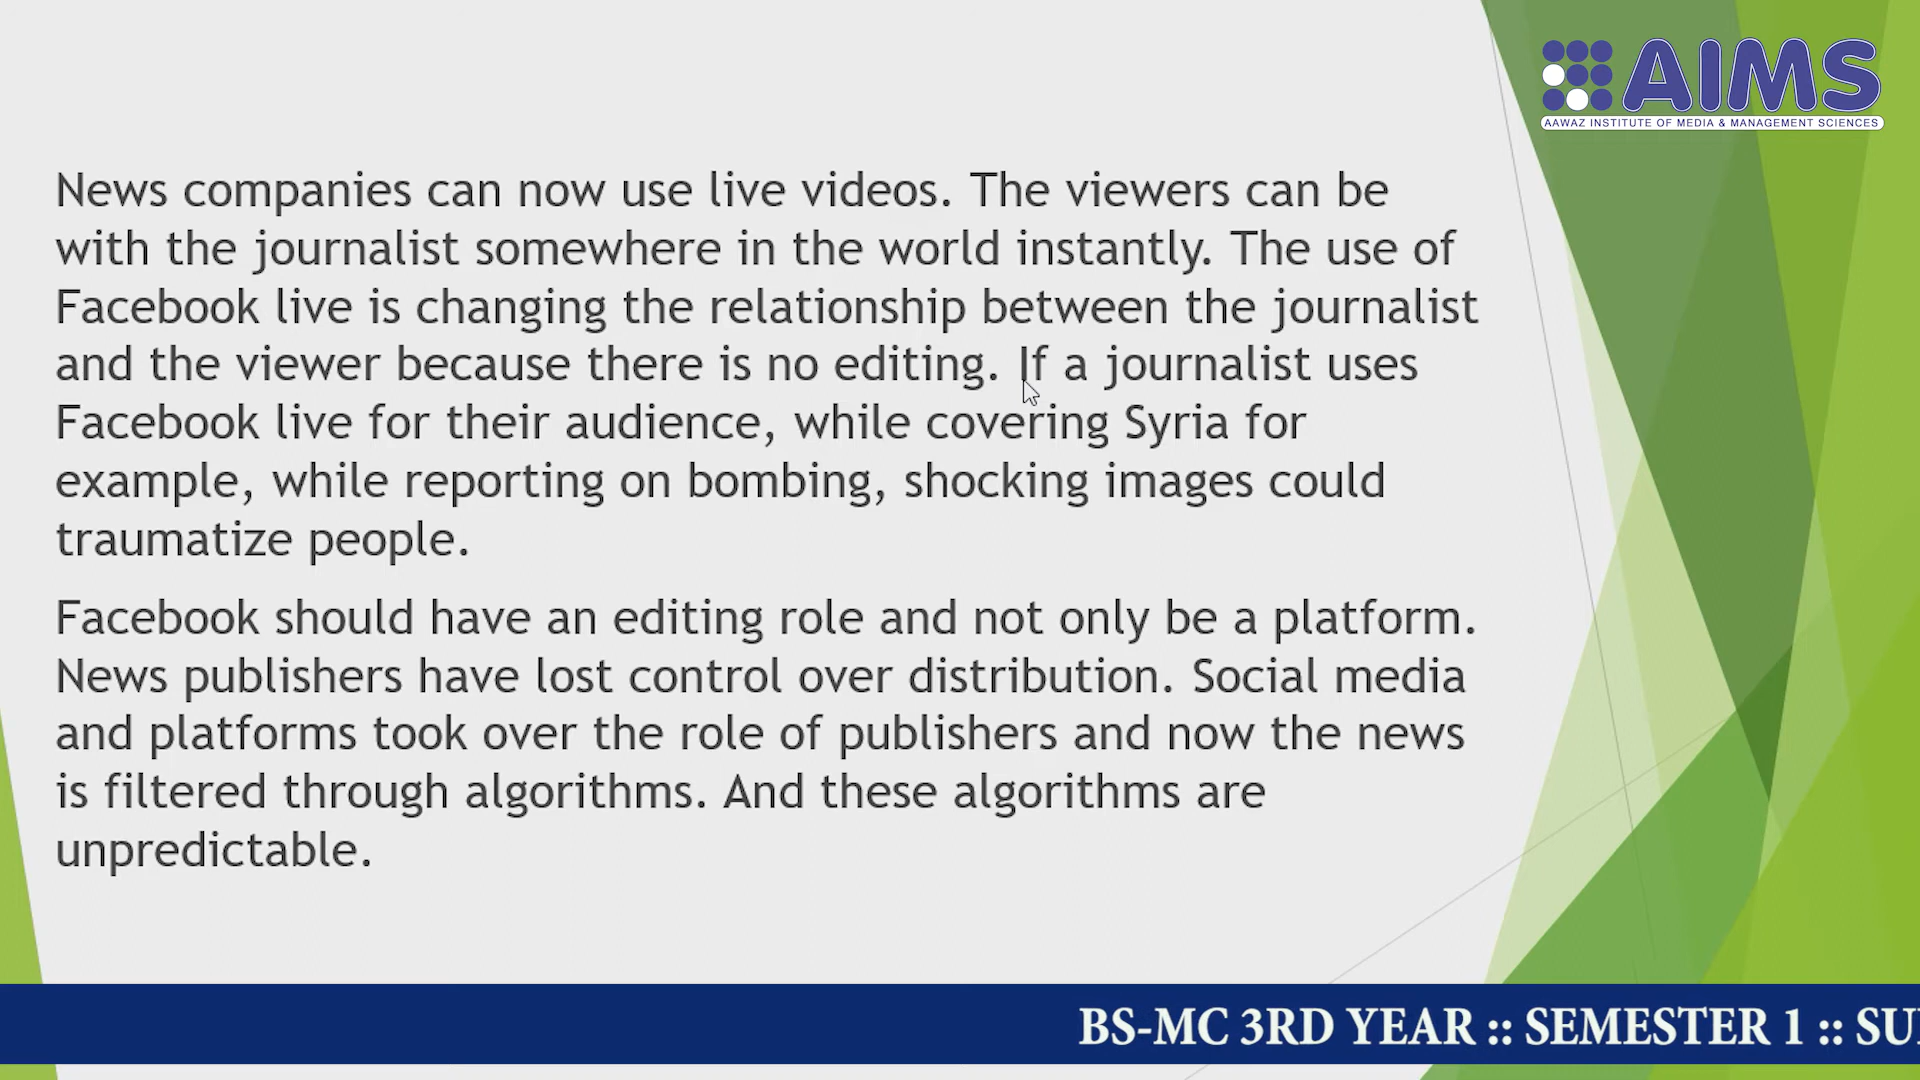 AIMS
AAWAZ INSTITUTE OF MEDIA & MANAGEMENT SCIENCES
News companies can now use live videos. The viewers can be
with the journalist somewhere in the world instantly. The use of
Facebook live is changing the relationship between the journalist
and the viewer because there is no editing. If a journalist uses
Facebook live for their audience, while covering Syria for
example, while reporting on bombing, shocking images could
traumatize people.
Facebook should have an editing role and not only be a platform.
News publishers have lost control over distribution. Social media
and platforms took over the role of publishers and now the news
is filtered through algorithms. And these algorithms are
unpredictable.
BS-MC 3RD YEAR :: SEMESTER 1 ::